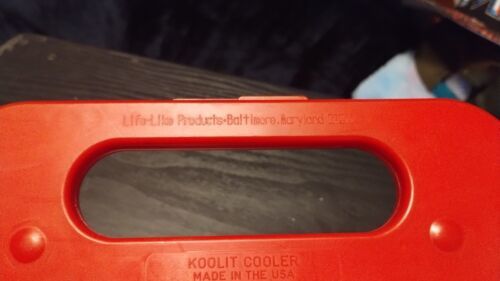 Life-Like Products•Baltimore, Maryland
KOOLIT COOLER
MADE IN THE USA